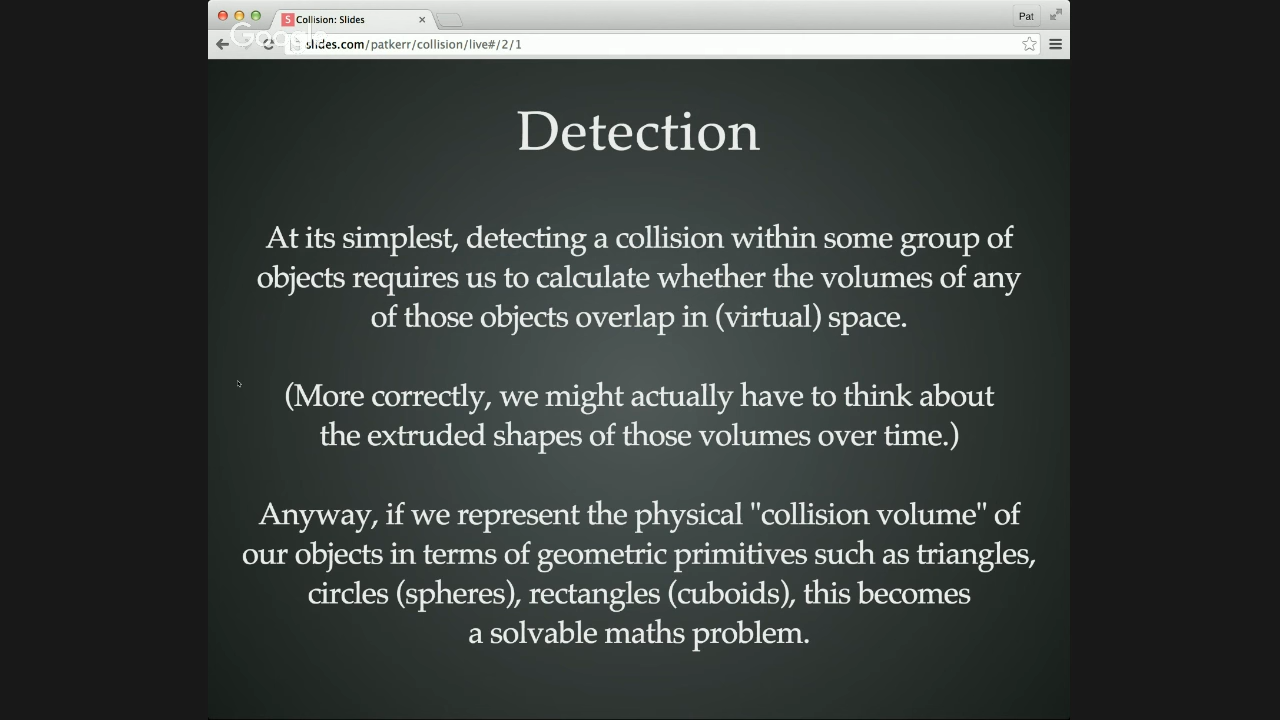 Collision: Slides
Pat
Google
slides.com/patkerr/collision/live#/2/1
Detection
At its simplest, detecting a collision within some group of
objects requires us to calculate whether the volumes of any
of those objects overlap in (virtual) space.
(More correctly, we might actually have to think about
the extruded shapes of those volumes over time.)
Anyway, if we represent the physical "collision volume" of
our objects in terms of geometric primitives such as triangles,
circles (spheres), rectangles (cuboids), this becomes
a solvable maths problem.